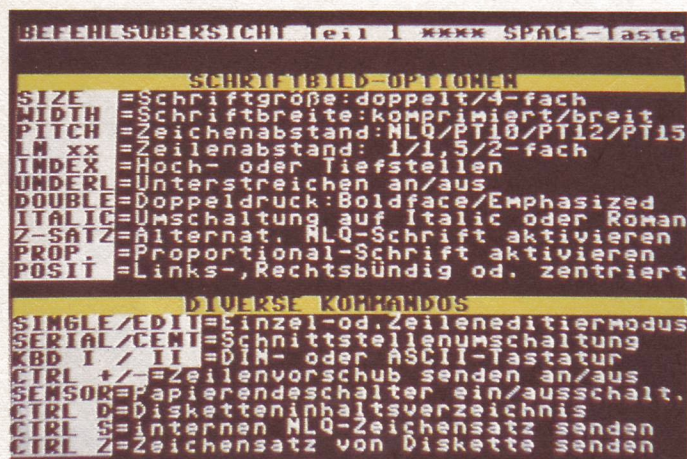 BEFEHLSÜBERSICHT Teil 1 **** SPACE-Taste
SCHRIFTBILD-OPTIONEN
SIZE =Schriftgröße:doppelt/4-fach
WIDTH =Schriftbreite:komprimiert/breit
PITCH =Zeichenabstand:NLQ/PT10/PT12/PT15
LN xx =Zeilenabstand: 1/1,5/2-fach
INDEX =Hoch- oder Tiefstellen
UNDERL=Unterstreichen an/aus
DOUBLE=Doppeldruck:Boldface/Emphasized
ITALIC=Umschaltung auf Italic oder Roman
Z-SATZ=Alternat. NLQ-Schrift aktivieren
PROP. =Proportional-Schrift aktivieren
POSIT =Links-,Rechtsbündig od. zentriert
DIVERSE KOMMANDOS
SINGLE/EDIT=Einzel-od.Zeileneditiermodus
SERIAL/CENT=Schnittstellenumschaltung
KBD I / II =DIN- oder ASCII-Tastatur
CTRL +/-=Zeilenvorschub senden an/aus
SENSOR=Papierendeschalter ein/ausschalt.
CTRL D=Disketteninhaltsverzeichnis
CTRL S=internen NLQ-Zeichensatz senden
CTRL Z=Zeichensatz von Diskette senden